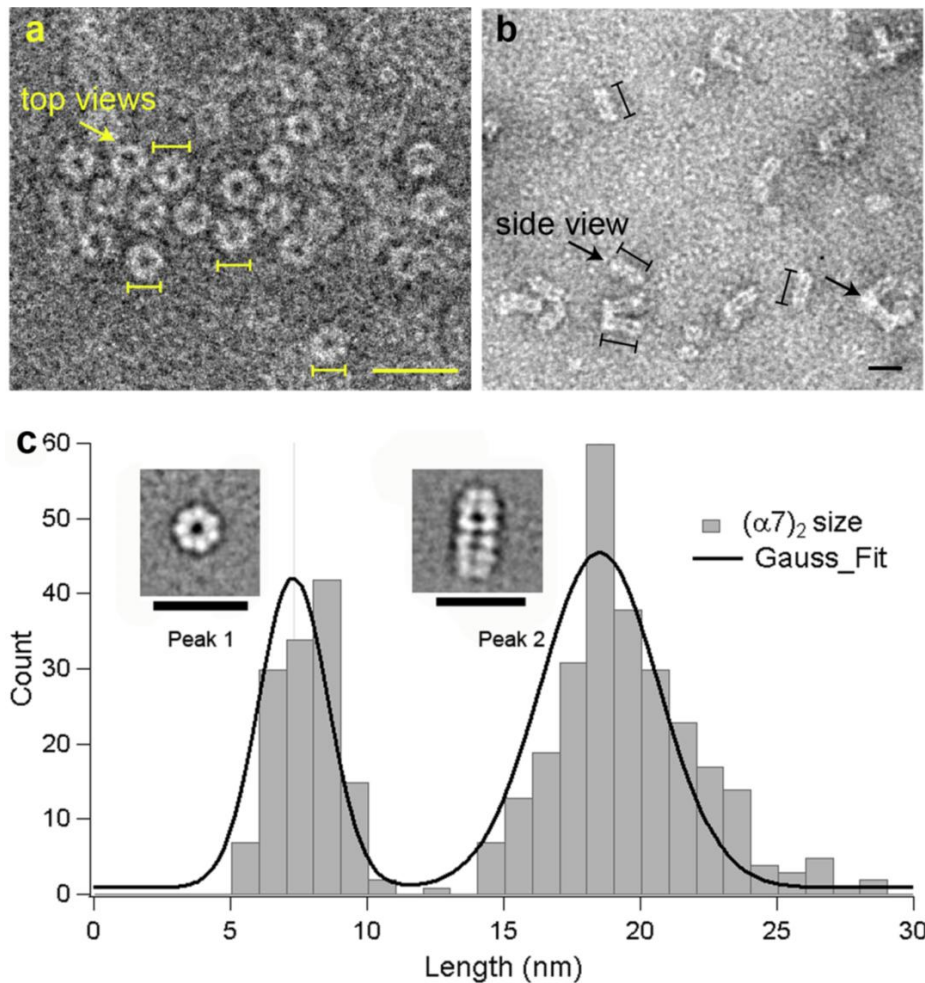 a
top views
b
side view
c
60
50
40
30
20
10
0
Count
Peak 1
Peak 2
(α7)₂ size
Gauss_Fit
0 5 10 15 20 25 30
Length (nm)